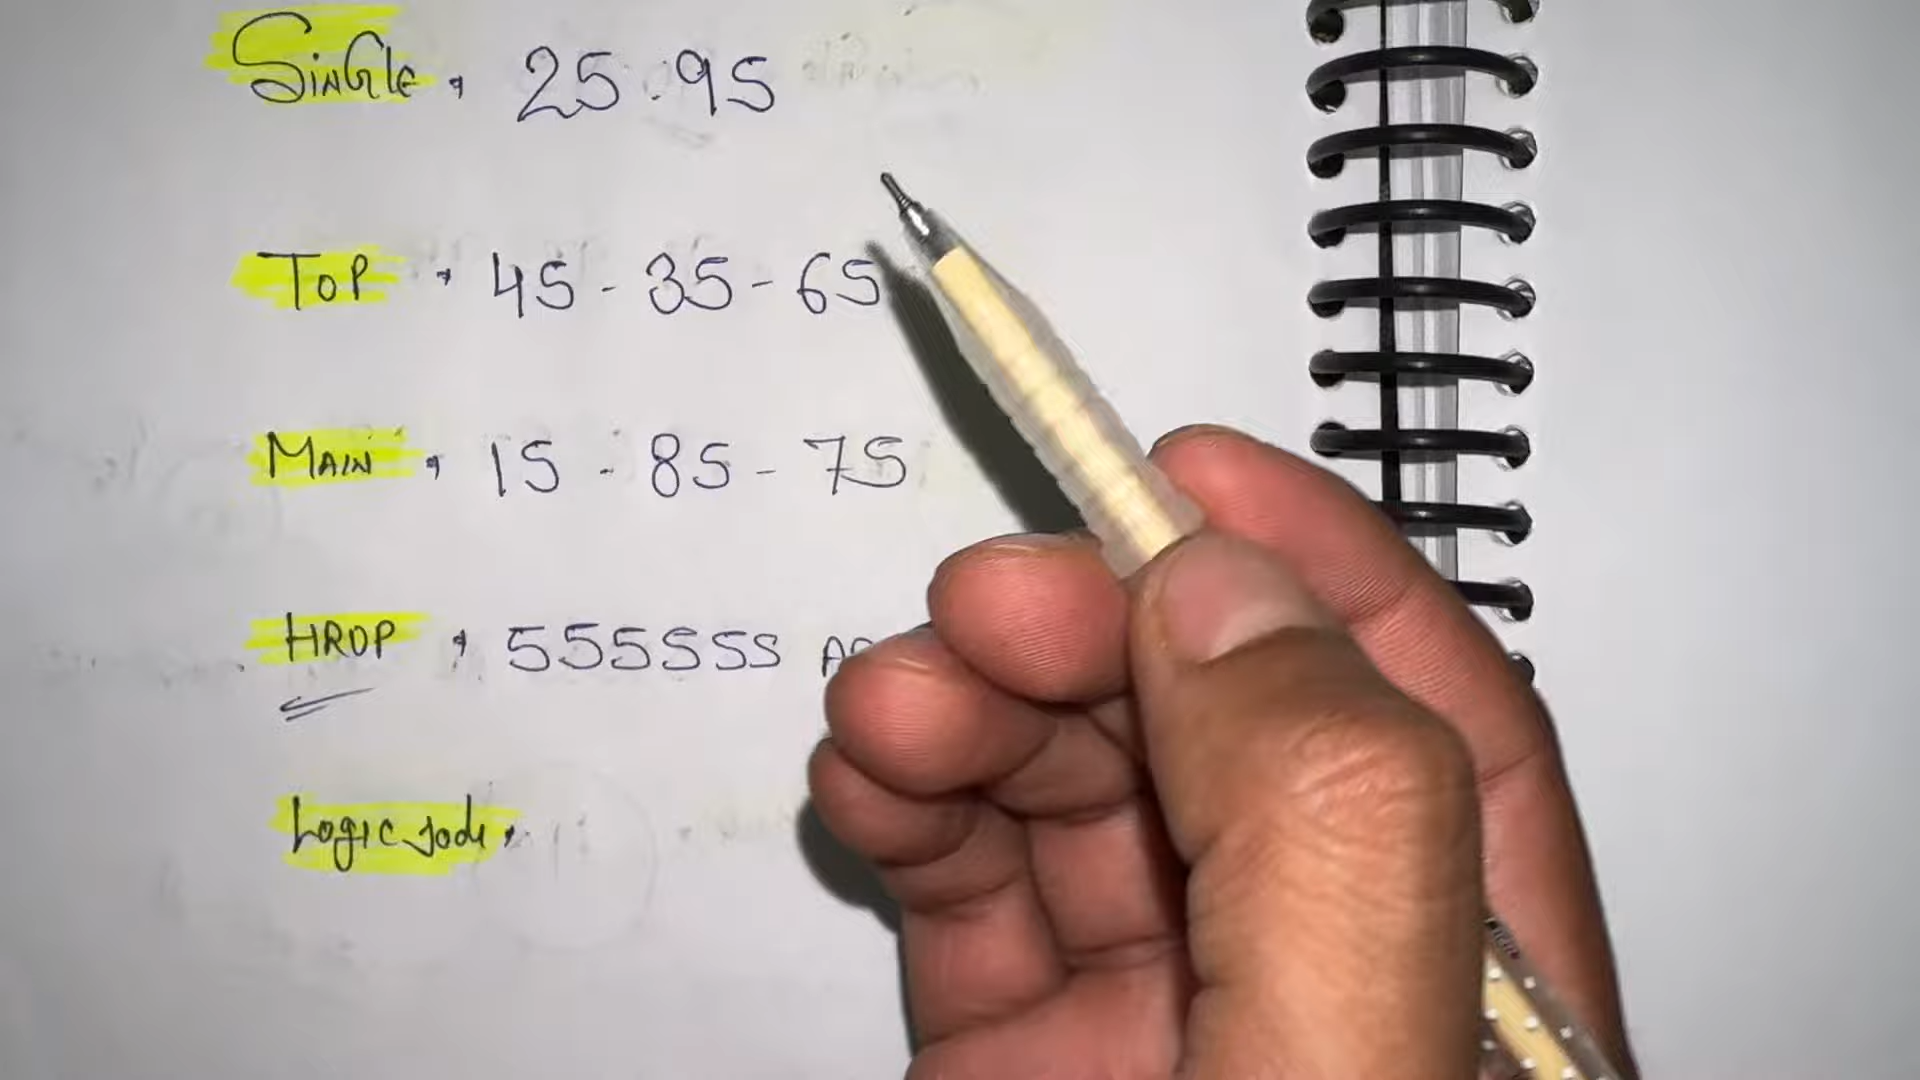 Single • 25.95
Top • 45 - 35 - 65
Main • 15 - 85 - 75
HROP • 555555
Logic Jodi •